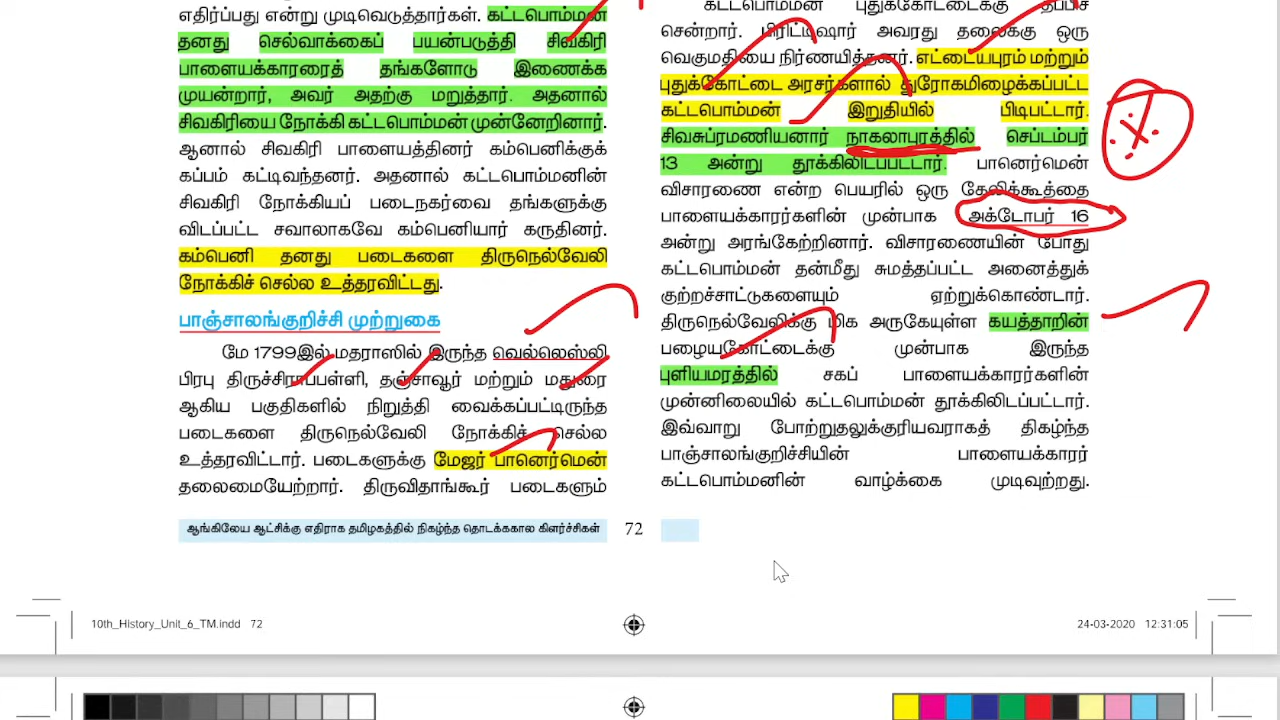 எதிர்ப்பது என்று முடிவெடுத்தார்கள். கட்டபொம்மன்
தனது செல்வாக்கைப் பயன்படுத்தி சிவகிரி
பாளையக்காரரைத் தங்களோடு இணைக்க
முயன்றார், அவர் அதற்கு மறுத்தார். அதனால்
சிவகிரியை நோக்கி கட்டபொம்மன் முன்னேறினார்.
ஆனால் சிவகிரி பாளையத்தினர் கம்பெனிக்குக்
கப்பம் கட்டிவந்தனர். அதனால் கட்டபொம்மனின்
சிவகிரி நோக்கியப் படைநகர்வை தங்களுக்கு
விடப்பட்ட சவாலாகவே கம்பெனியார் கருதினர்.
கம்பெனி தனது படைகளை திருநெல்வேலி
நோக்கிச் செல்ல உத்தரவிட்டது.
பாஞ்சாலங்குறிச்சி முற்றுகை
மே 1799இல் மதராஸில் இருந்த வெல்லெஸ்லி
பிரபு திருச்சிராப்பள்ளி, தஞ்சாவூர் மற்றும் மதுரை
ஆகிய பகுதிகளில் நிறுத்தி வைக்கப்பட்டிருந்த
படைகளை திருநெல்வேலி நோக்கிச் செல்ல
உத்தரவிட்டார். படைகளுக்கு மேஜர் பானெர்மென்
தலைமையேற்றார். திருவிதாங்கூர் படைகளும்
கட்டபொம்மன் புதுக்கோட்டைக்கு தப்பிச்
சென்றார். பிரிட்டிஷார் அவரது தலைக்கு ஒரு
வெகுமதியை நிர்ணயித்தனர். எட்டையபுரம் மற்றும்
புதுக்கோட்டை அரசர்களால் துரோகமிழைக்கப்பட்ட
கட்டபொம்மன் இறுதியில் பிடிபட்டார்.
சிவசுப்ரமணியனார் நாகலாபுரத்தில் செப்டம்பர்
13 அன்று தூக்கிலிடப்பட்டார். பானெர்மென்
விசாரணை என்ற பெயரில் ஒரு கேலிக்கூத்தை
பாளையக்காரர்களின் முன்பாக அக்டோபர் 16
அன்று அரங்கேற்றினார். விசாரணையின் போது
கட்டபொம்மன் தன்மீது சுமத்தப்பட்ட அனைத்துக்
குற்றச்சாட்டுகளையும் ஏற்றுக்கொண்டார்.
திருநெல்வேலிக்கு மிக அருகேயுள்ள கயத்தாறின்
பழையகோட்டைக்கு முன்பாக இருந்த
புளியமரத்தில் சகப் பாளையக்காரர்களின்
முன்னிலையில் கட்டபொம்மன் தூக்கிலிடப்பட்டார்.
இவ்வாறு போற்றுதலுக்குரியவராகத் திகழ்ந்த
பாஞ்சாலங்குறிச்சியின் பாளையக்காரர்
கட்டபொம்மனின் வாழ்க்கை முடிவுற்றது.
ஆங்கிலேய ஆட்சிக்கு எதிராக தமிழகத்தில் நிகழ்ந்த தொடக்ககால கிளர்ச்சிகள் 72
10th_History_Unit_6_TM.indd 72
24-03-2020 12:31:05